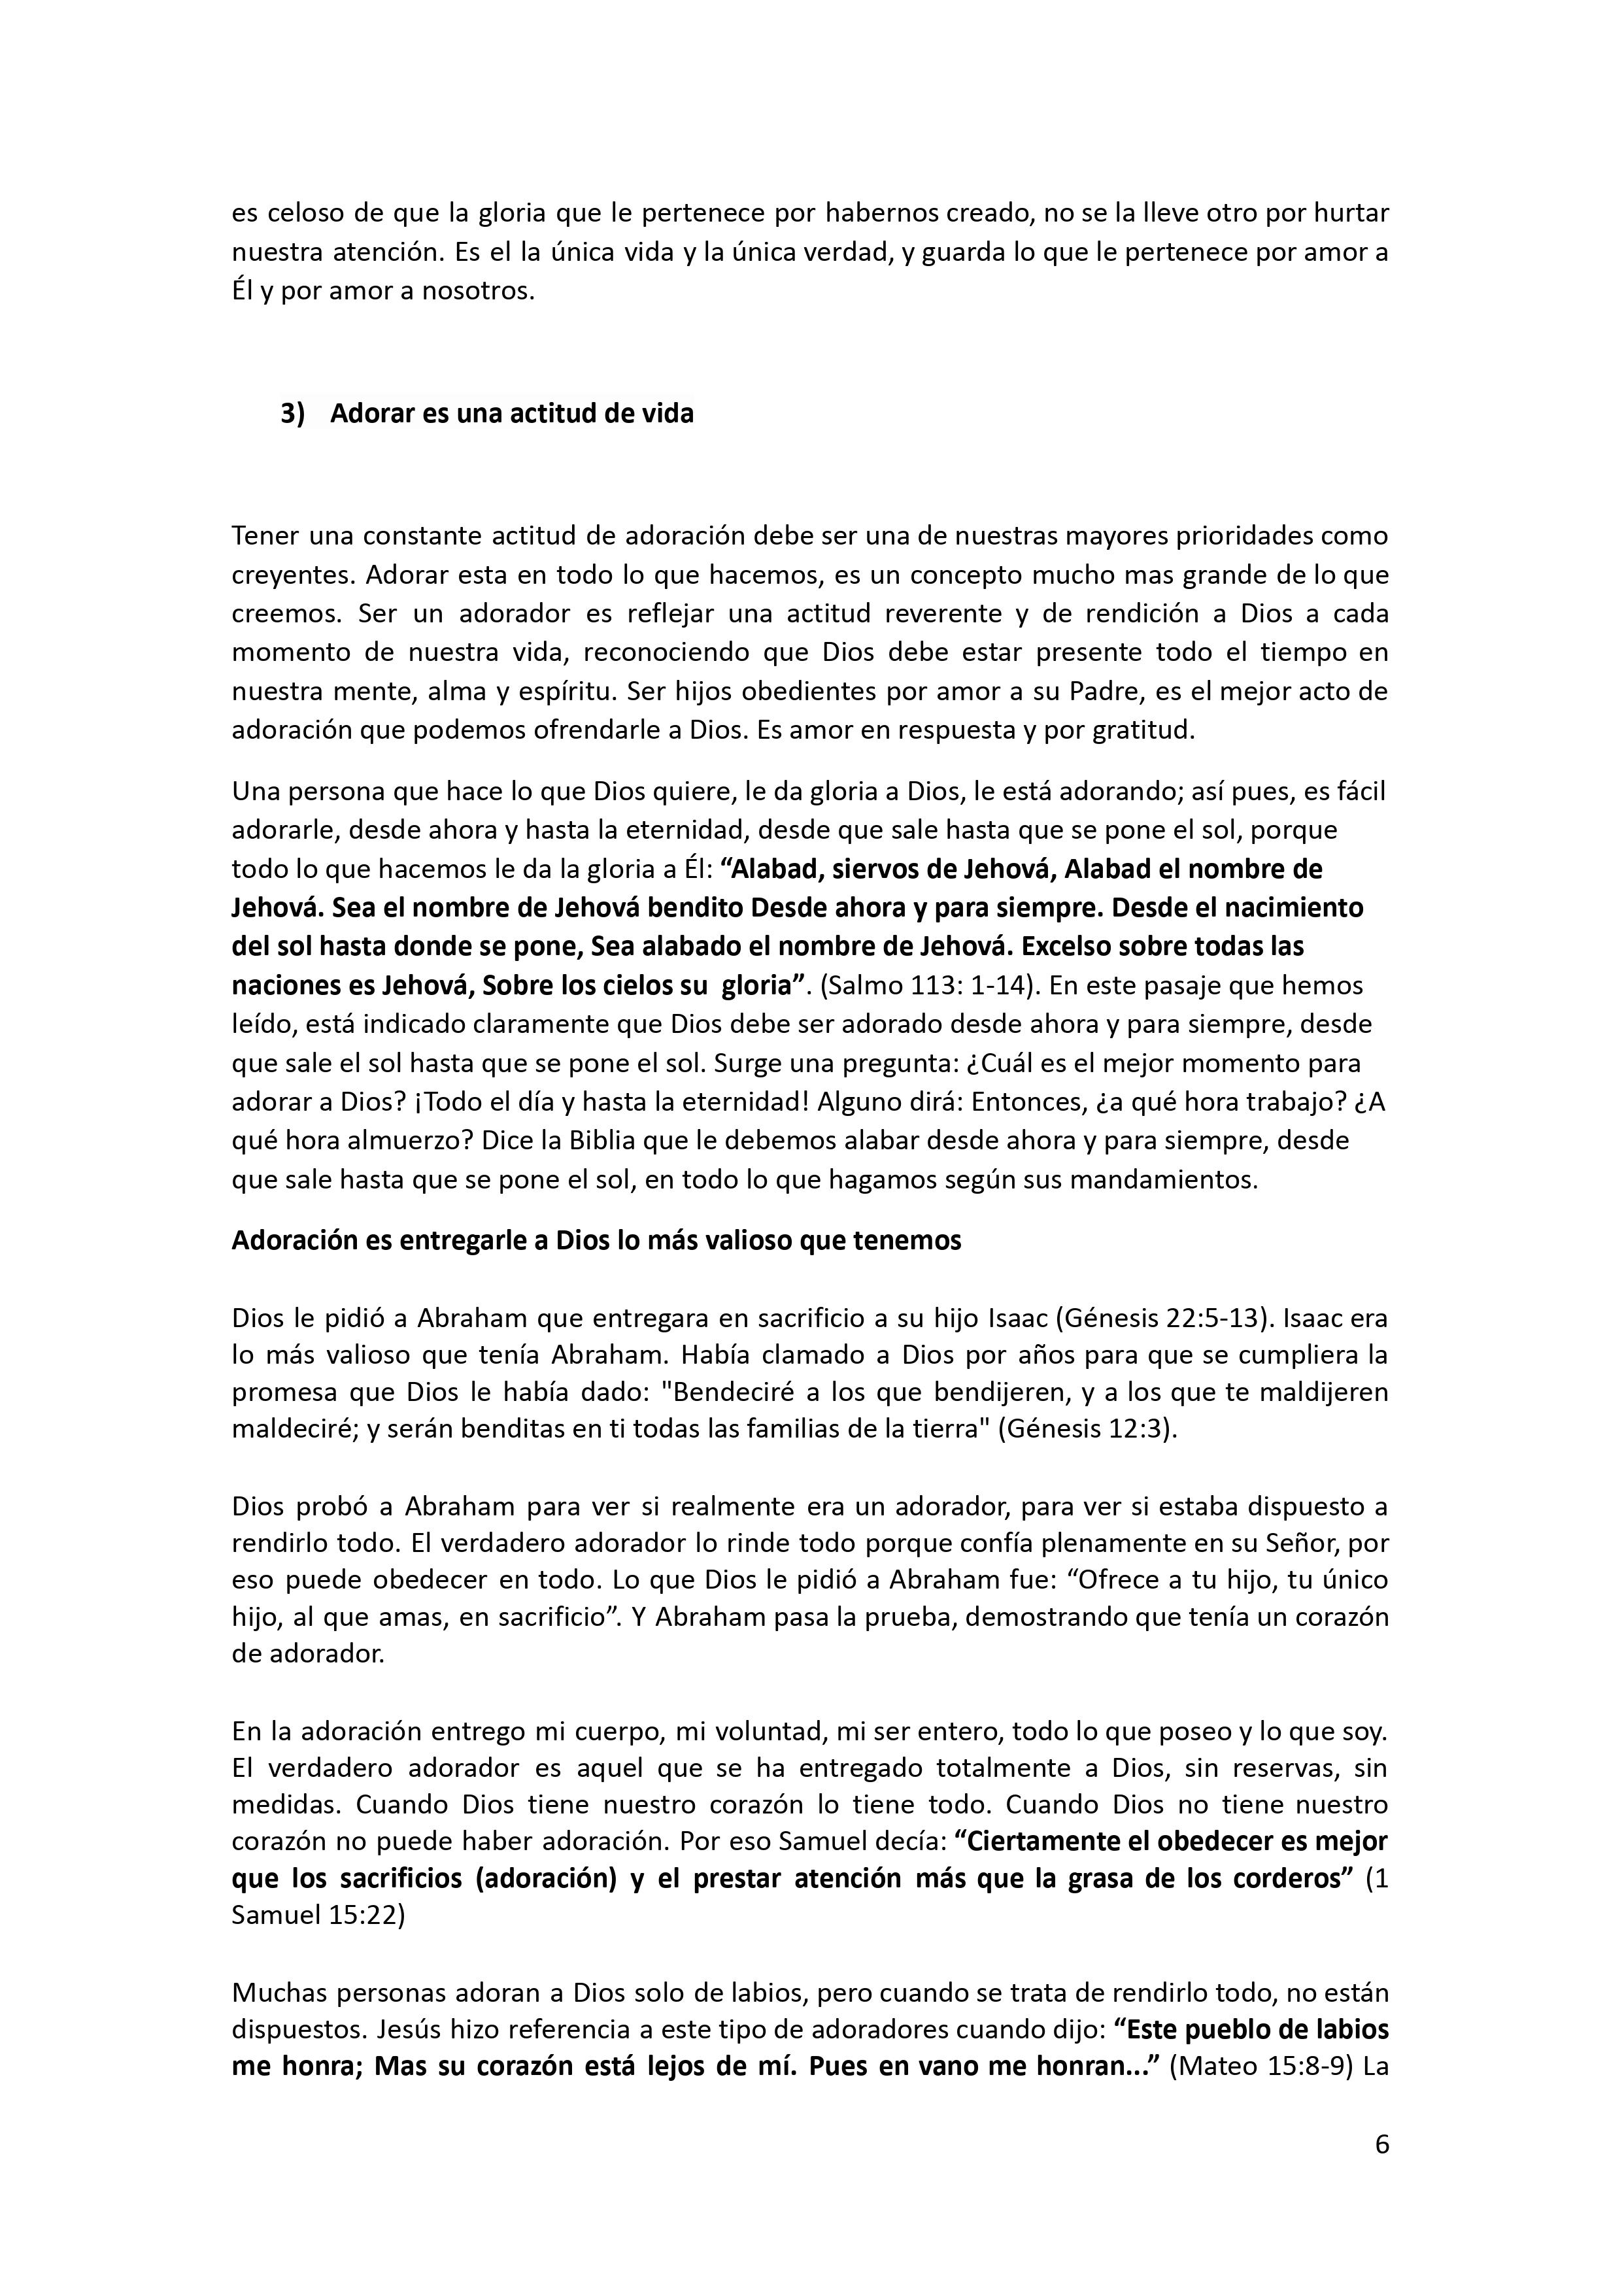 es celoso de que la gloria que le pertenece por habernos creado, no se la lleve otro por hurtar
nuestra atención. Es el la única vida y la única verdad, y guarda lo que le pertenece por amor a
Él y por amor a nosotros.
3) Adorar es una actitud de vida
Tener una constante actitud de adoración debe ser una de nuestras mayores prioridades como
creyentes. Adorar esta en todo lo que hacemos, es un concepto mucho mas grande de lo que
creemos. Ser un adorador es reflejar una actitud reverente y de rendición a Dios a cada
momento de nuestra vida, reconociendo que Dios debe estar presente todo el tiempo en
nuestra mente, alma y espíritu. Ser hijos obedientes por amor a su Padre, es el mejor acto de
adoración que podemos ofrendarle a Dios. Es amor en respuesta y por gratitud.
Una persona que hace lo que Dios quiere, le da gloria a Dios, le está adorando; así pues, es fácil
adorarle, desde ahora y hasta la eternidad, desde que sale hasta que se pone el sol, porque
todo lo que hacemos le da la gloria a Él: “Alabad, siervos de Jehová, Alabad el nombre de
Jehová. Sea el nombre de Jehová bendito Desde ahora y para siempre. Desde el nacimiento
del sol hasta donde se pone, Sea alabado el nombre de Jehová. Excelso sobre todas las
naciones es Jehová, Sobre los cielos su  gloria”. (Salmo 113: 1-14). En este pasaje que hemos
leído, está indicado claramente que Dios debe ser adorado desde ahora y para siempre, desde
que sale el sol hasta que se pone el sol. Surge una pregunta: ¿Cuál es el mejor momento para
adorar a Dios? ¡Todo el día y hasta la eternidad! Alguno dirá: Entonces, ¿a qué hora trabajo? ¿A
qué hora almuerzo? Dice la Biblia que le debemos alabar desde ahora y para siempre, desde
que sale hasta que se pone el sol, en todo lo que hagamos según sus mandamientos.
Adoración es entregarle a Dios lo más valioso que tenemos
Dios le pidió a Abraham que entregara en sacrificio a su hijo Isaac (Génesis 22:5-13). Isaac era
lo más valioso que tenía Abraham. Había clamado a Dios por años para que se cumpliera la
promesa que Dios le había dado: "Bendeciré a los que bendijeren, y a los que te maldijeren
maldeciré; y serán benditas en ti todas las familias de la tierra" (Génesis 12:3).
Dios probó a Abraham para ver si realmente era un adorador, para ver si estaba dispuesto a
rendirlo todo. El verdadero adorador lo rinde todo porque confía plenamente en su Señor, por
eso puede obedecer en todo. Lo que Dios le pidió a Abraham fue: “Ofrece a tu hijo, tu único
hijo, al que amas, en sacrificio”. Y Abraham pasa la prueba, demostrando que tenía un corazón
de adorador.
En la adoración entrego mi cuerpo, mi voluntad, mi ser entero, todo lo que poseo y lo que soy.
El verdadero adorador es aquel que se ha entregado totalmente a Dios, sin reservas, sin
medidas. Cuando Dios tiene nuestro corazón lo tiene todo. Cuando Dios no tiene nuestro
corazón no puede haber adoración. Por eso Samuel decía: “Ciertamente el obedecer es mejor
que los sacrificios (adoración) y el prestar atención más que la grasa de los corderos” (1
Samuel 15:22)
Muchas personas adoran a Dios solo de labios, pero cuando se trata de rendirlo todo, no están
dispuestos. Jesús hizo referencia a este tipo de adoradores cuando dijo: “Este pueblo de labios
me honra; Mas su corazón está lejos de mí. Pues en vano me honran...” (Mateo 15:8-9) La
6